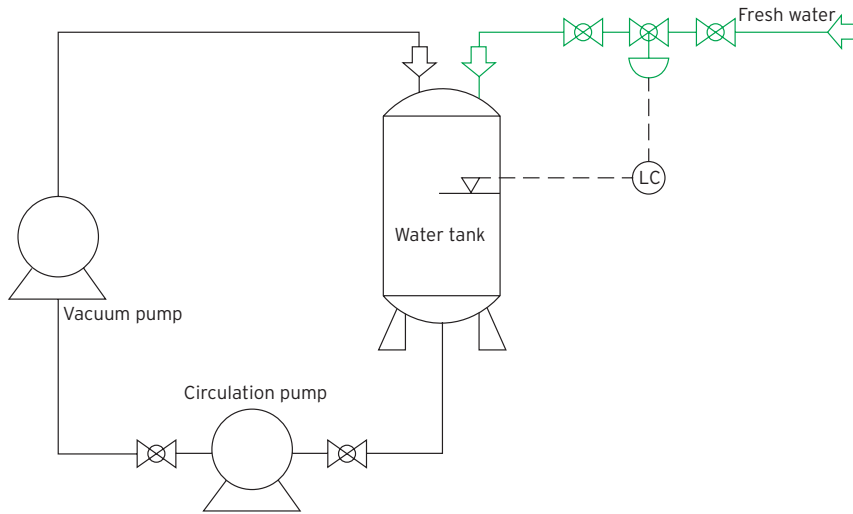 Fresh water
LC
Water tank
Vacuum pump
Circulation pump